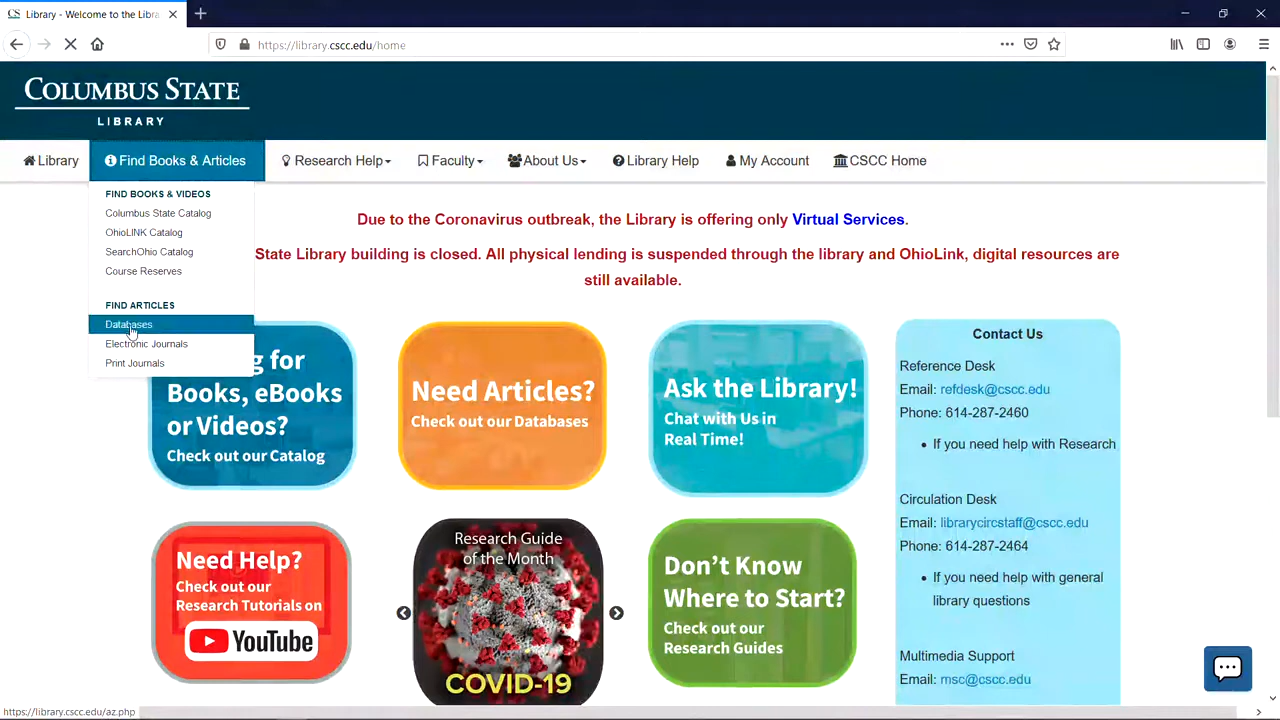 Library - Welcome to the Libra
https://library.cscc.edu/home
COLUMBUS STATE
LIBRARY
Library
Find Books & Articles
Research Help
Faculty
About Us
Library Help
My Account
CSCC Home
FIND BOOKS & VIDEOS
Columbus State Catalog
OhioLINK Catalog
SearchOhio Catalog
Course Reserves
FIND ARTICLES
Databases
Electronic Journals
Print Journals
Due to the Coronavirus outbreak, the Library is offering only Virtual Services.
State Library building is closed. All physical lending is suspended through the library and OhioLink, digital resources are
still available.
g for
Books, eBooks
or Videos?
Check out our Catalog
Need Articles?
Check out our Databases
Ask the Library!
Chat with Us in
Real Time!
Need Help?
Check out our
Research Tutorials on
YouTube
Research Guide
of the Month
COVID-19
Don't Know
Where to Start?
Check out our
Research Guides
Contact Us
Reference Desk
Email: refdesk@cscc.edu
Phone: 614-287-2460
• If you need help with Research
Circulation Desk
Email: librarycircstaff@cscc.edu
Phone: 614-287-2464
• If you need help with general
library questions
Multimedia Support
Email: msc@cscc.edu
https://library.cscc.edu/az.php